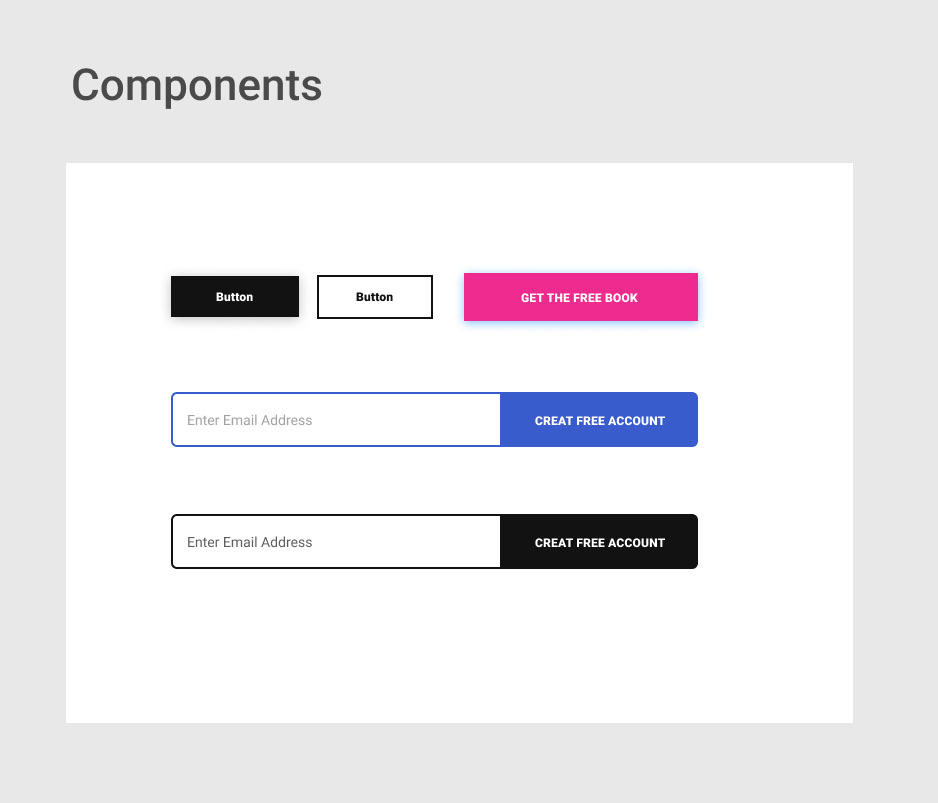 Components
Button
Button
GET THE FREE BOOK
Enter Email Address
CREAT FREE ACCOUNT
Enter Email Address
CREAT FREE ACCOUNT